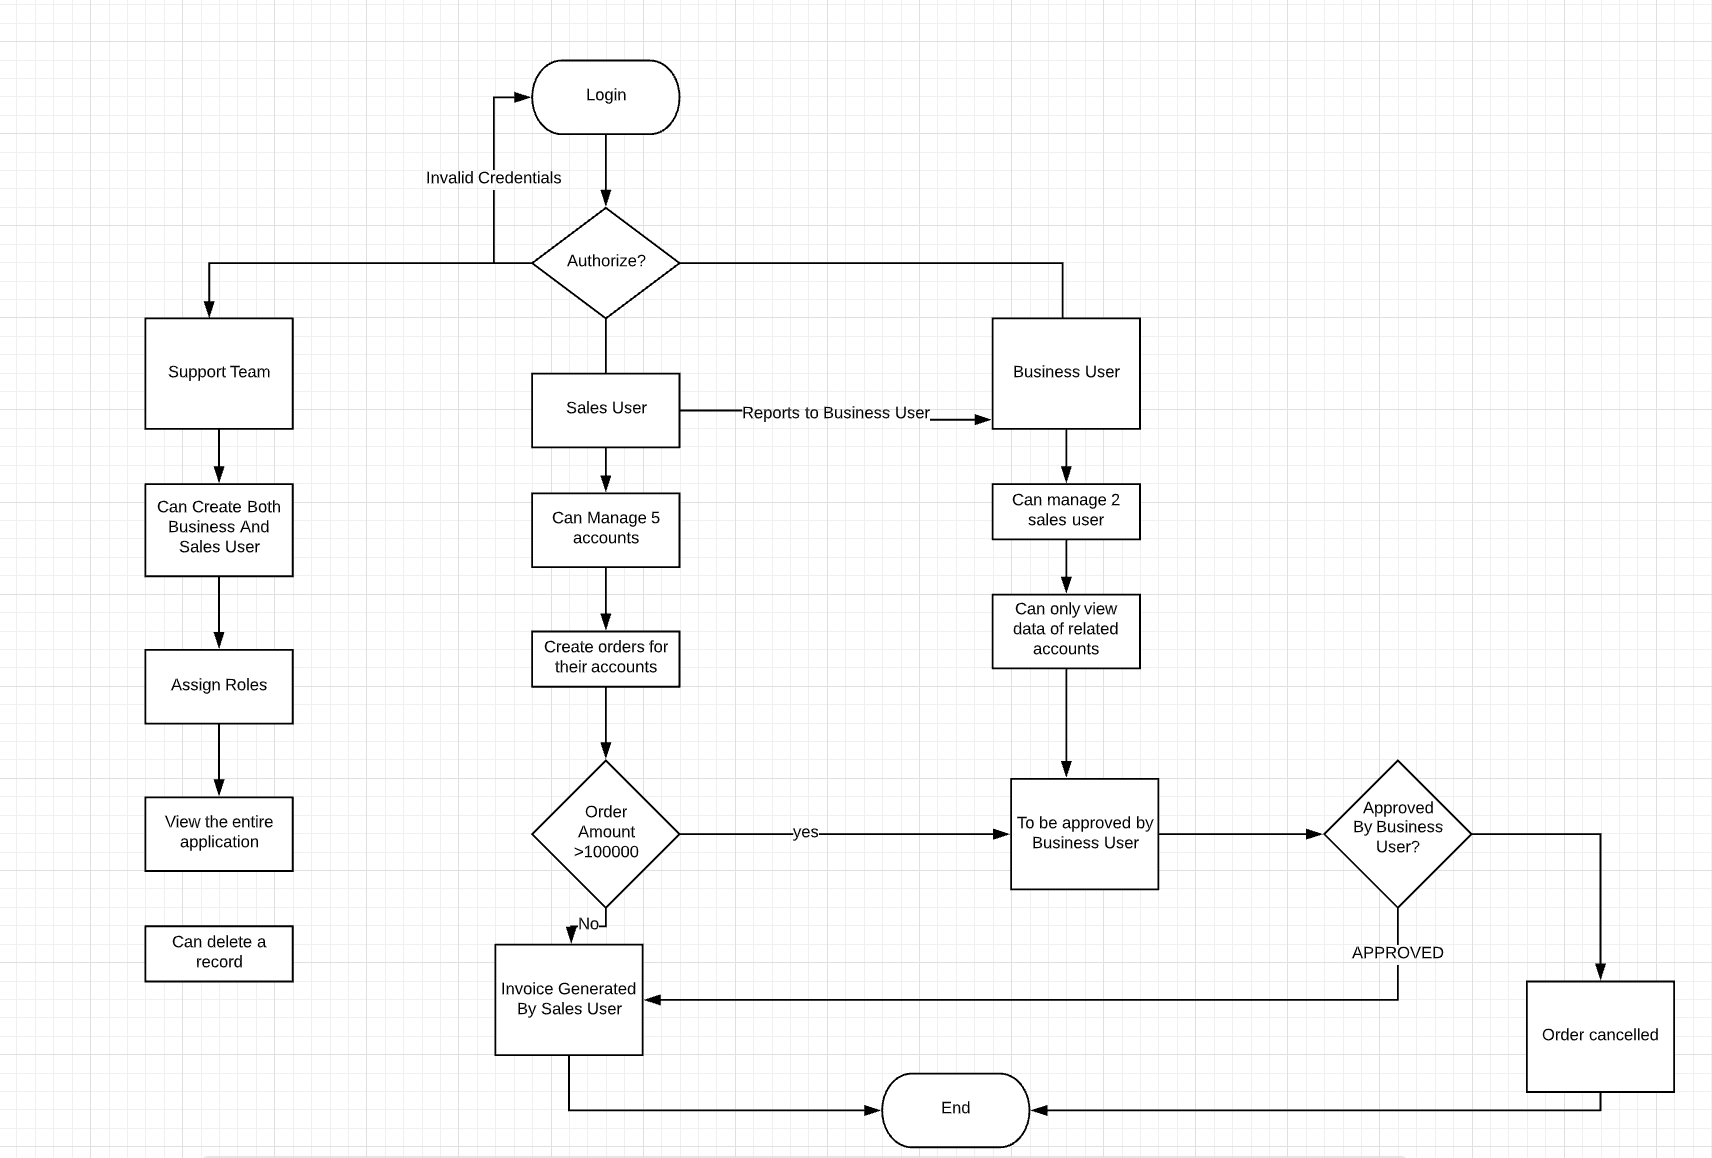 Login
Invalid Credentials
Authorize?
Support Team
Sales User
Reports to Business User
Business User
Can Create Both
Business And
Sales User
Can Manage 5
accounts
Can manage 2
sales user
Assign Roles
Create orders for
their accounts
Can only view
data of related
accounts
View the entire
application
Order
Amount
>100000
yes
To be approved by
Business User
Approved
By Business
User?
No
APPROVED
Can delete a
record
Invoice Generated
By Sales User
Order cancelled
End